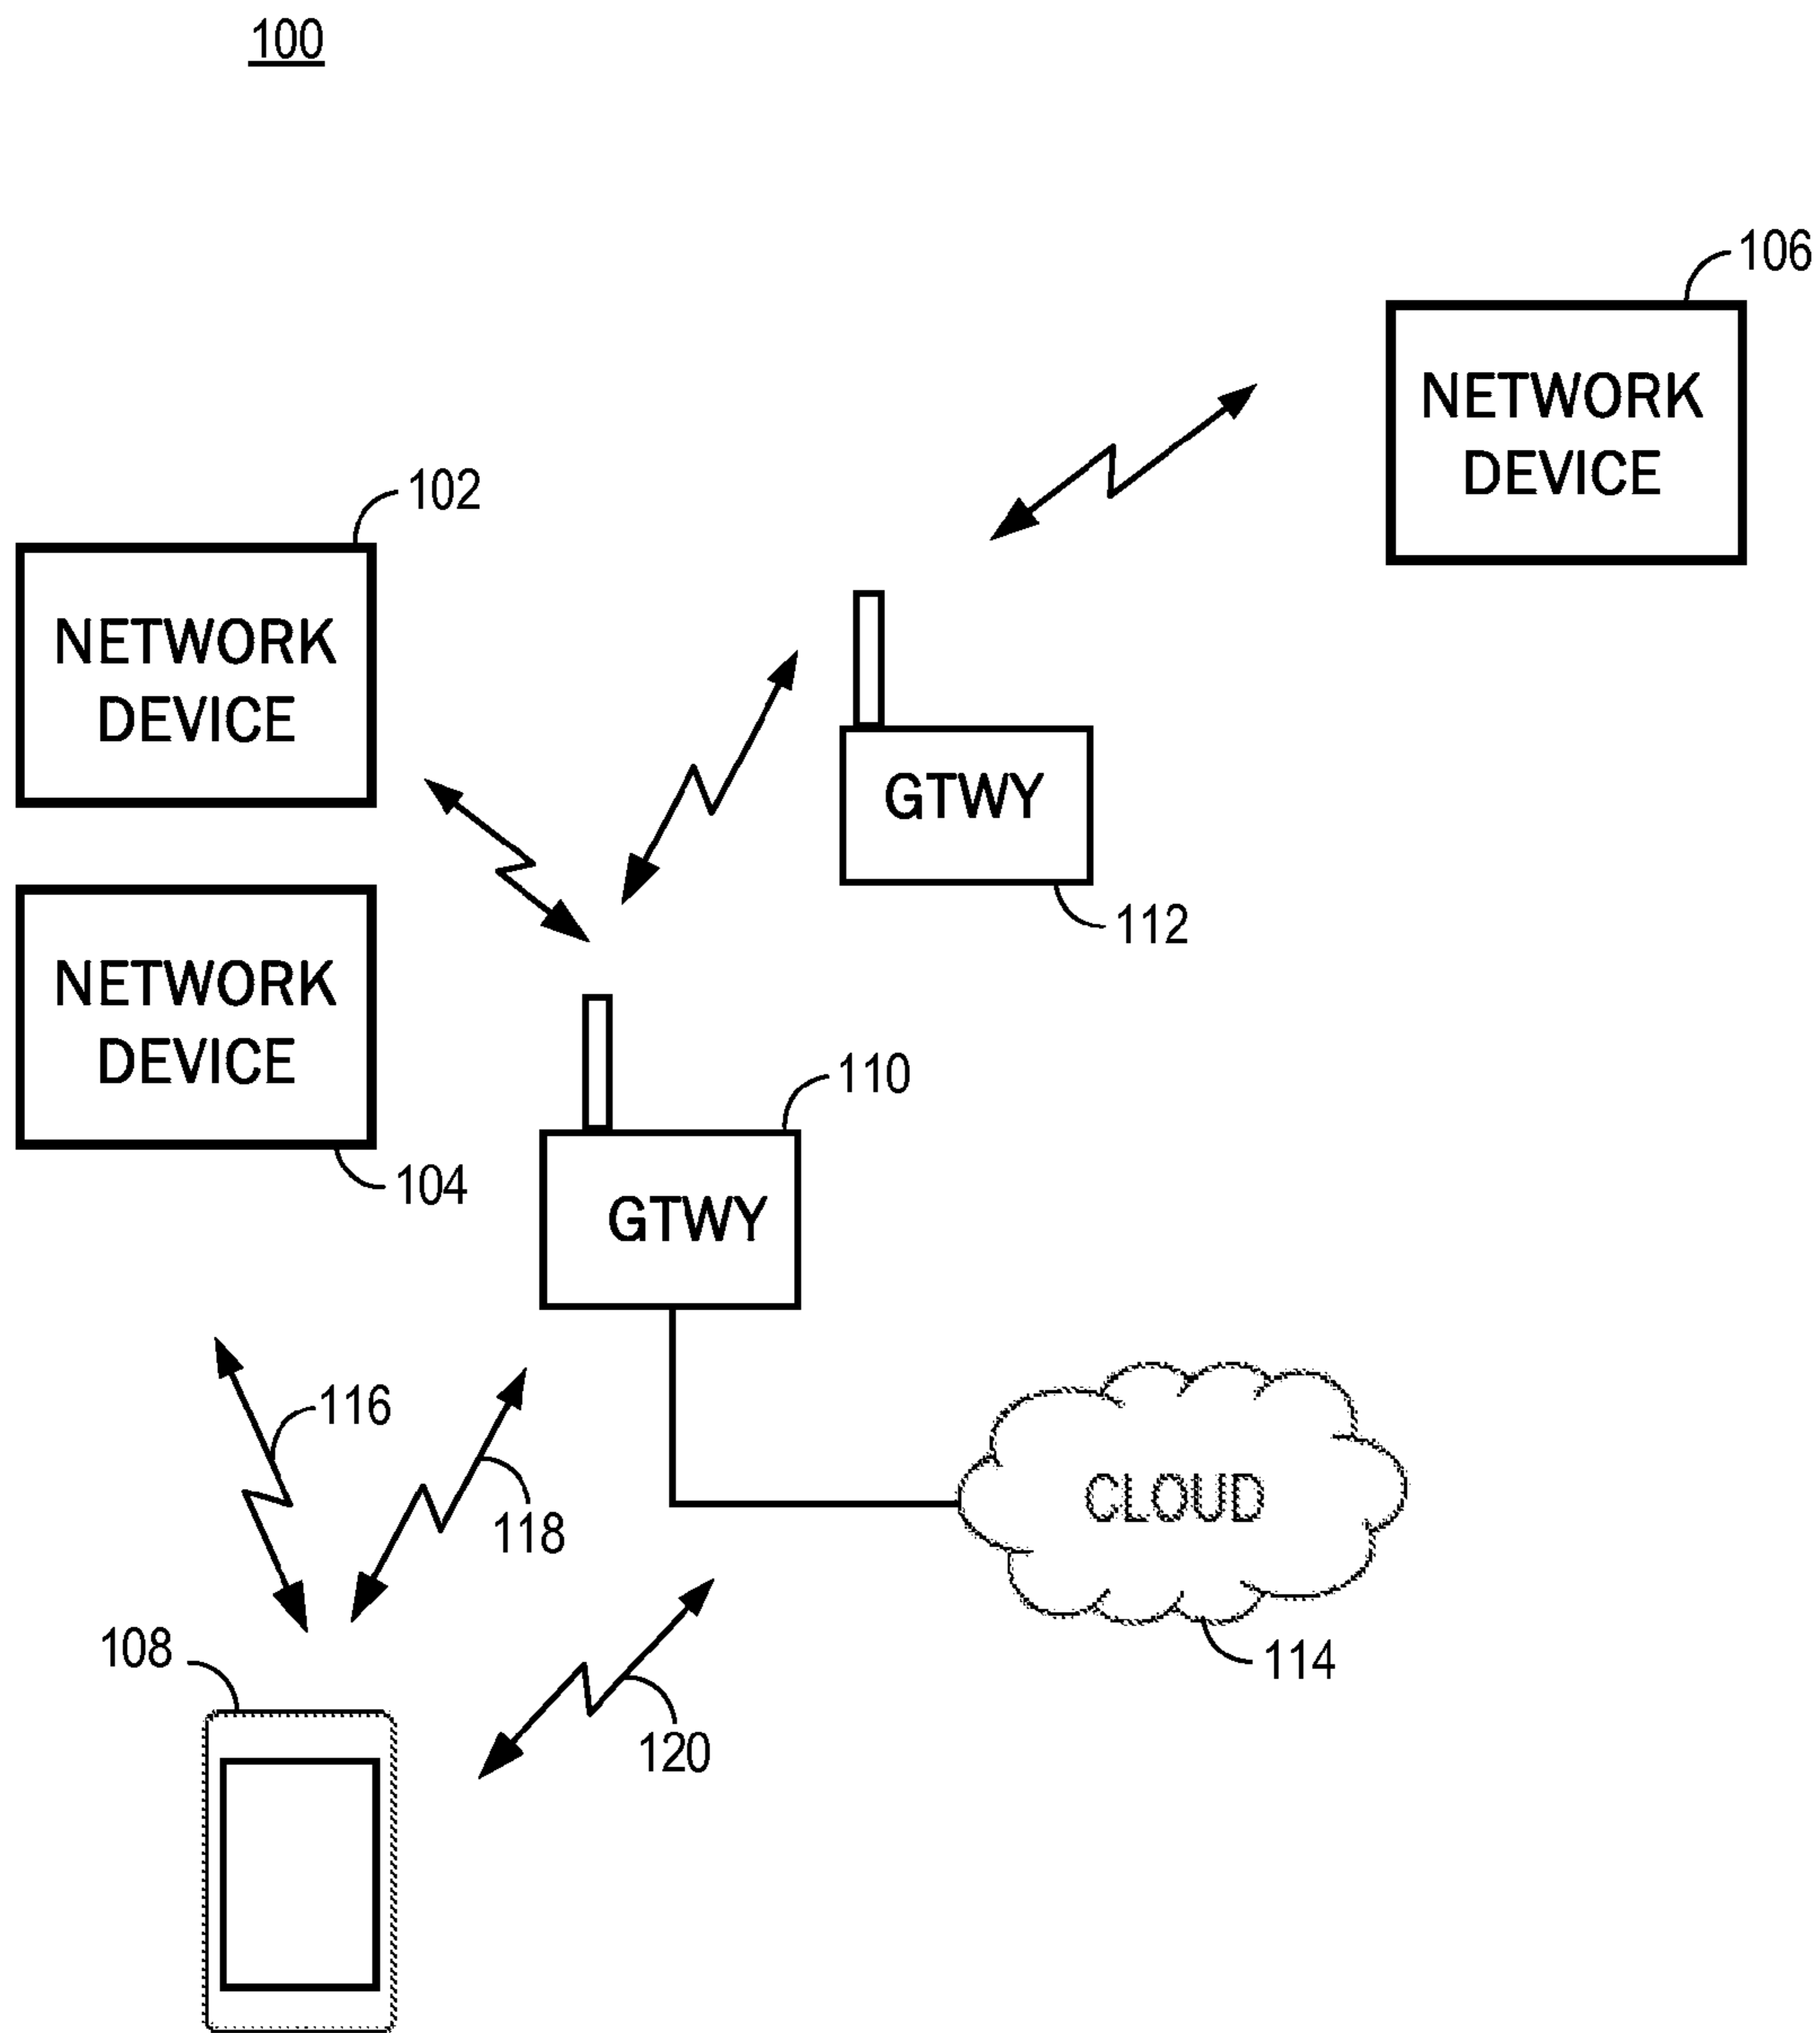 100
106
NETWORK
DEVICE
102
NETWORK
DEVICE
GTWY
112
NETWORK
DEVICE
104
110
GTWY
116
118
CLOUD
114
108
120